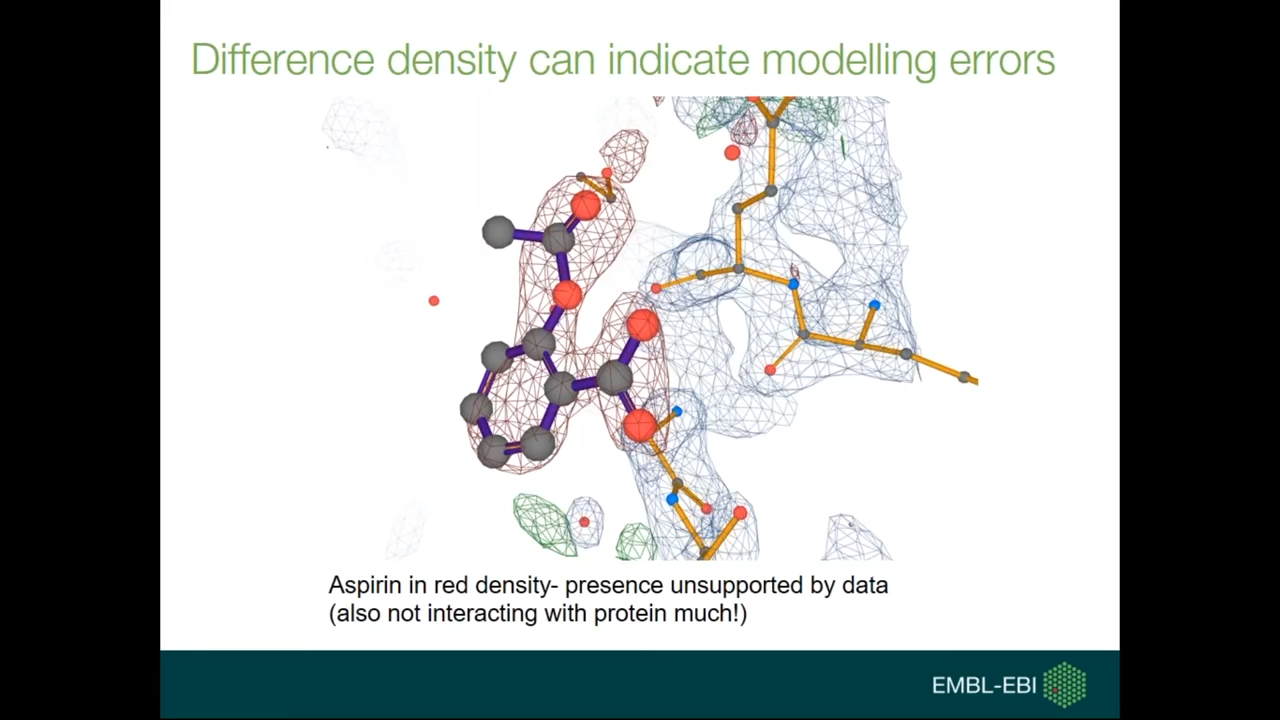 Difference density can indicate modelling errors
Aspirin in red density- presence unsupported by data
(also not interacting with protein much!)
EMBL-EBI